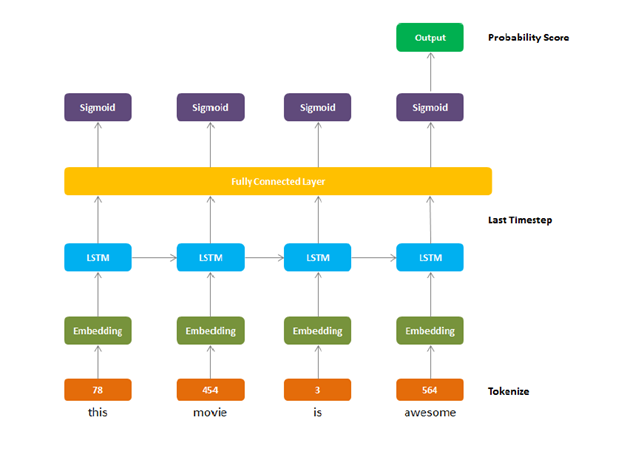 Output Probability Score
Sigmoid Sigmoid Sigmoid Sigmoid
Fully Connected Layer
Last Timestep
LSTM LSTM LSTM LSTM
Embedding Embedding Embedding Embedding
78 454 3 564 Tokenize
this movie is awesome